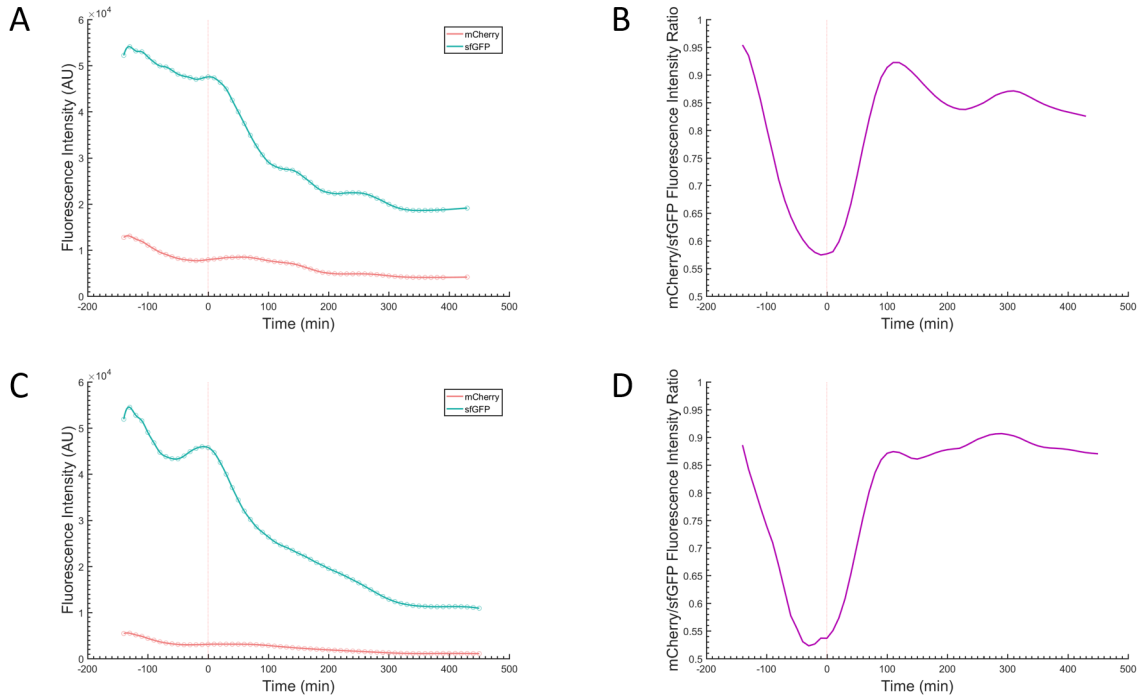 A
×10⁴
6
5
4
3
2
1
0
-200 -100 0 100 200 300 400 500
Fluorescence Intensity (AU)
Time (min)
mCherry
sfGFP
B
1
0.95
0.9
0.85
0.8
0.75
0.7
0.65
0.6
0.55
0.5
-200 -100 0 100 200 300 400 500
mCherry/sfGFP Fluorescence Intensity Ratio
Time (min)
C
×10⁴
6
5
4
3
2
1
0
-200 -100 0 100 200 300 400 500
Fluorescence Intensity (AU)
Time (min)
mCherry
sfGFP
D
1
0.95
0.9
0.85
0.8
0.75
0.7
0.65
0.6
0.55
0.5
-200 -100 0 100 200 300 400 500
mCherry/sfGFP Fluorescence Intensity Ratio
Time (min)